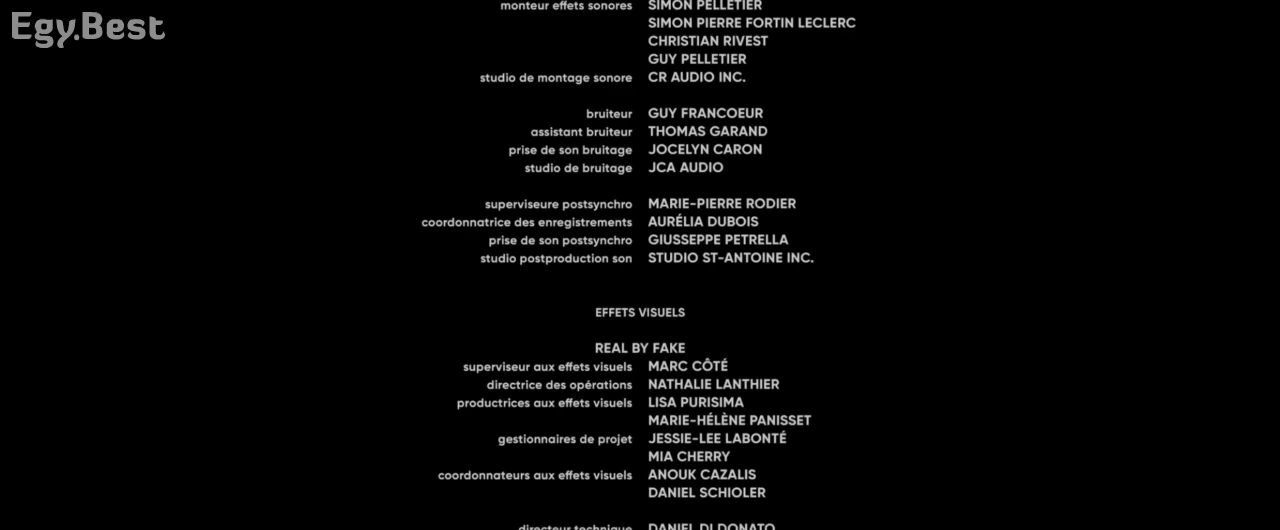 Egy.Best
monteur effets sonores SIMON PELLETIER
SIMON PIERRE FORTIN LECLERC
CHRISTIAN RIVEST
GUY PELLETIER
studio de montage sonore CR AUDIO INC.
bruiteur GUY FRANCOEUR
assistant bruiteur THOMAS GARAND
prise de son bruitage JOCELYN CARON
studio de bruitage JCA AUDIO
superviseure postsynchro MARIE-PIERRE RODIER
coordonnatrice des enregistrements AURÉLIA DUBOIS
prise de son postsynchro GIUSSEPPE PETRELLA
studio postproduction son STUDIO ST-ANTOINE INC.
EFFETS VISUELS
REAL BY FAKE
superviseur aux effets visuels MARC CÔTÉ
directrice des opérations NATHALIE LANTHIER
productrices aux effets visuels LISA PURISIMA
MARIE-HÉLÈNE PANISSET
gestionnaires de projet JESSIE-LEE LABONTÉ
MIA CHERRY
coordonnateurs aux effets visuels ANOUK CAZALIS
DANIEL SCHIOLER
directeur technique DANIEL DI DONATO